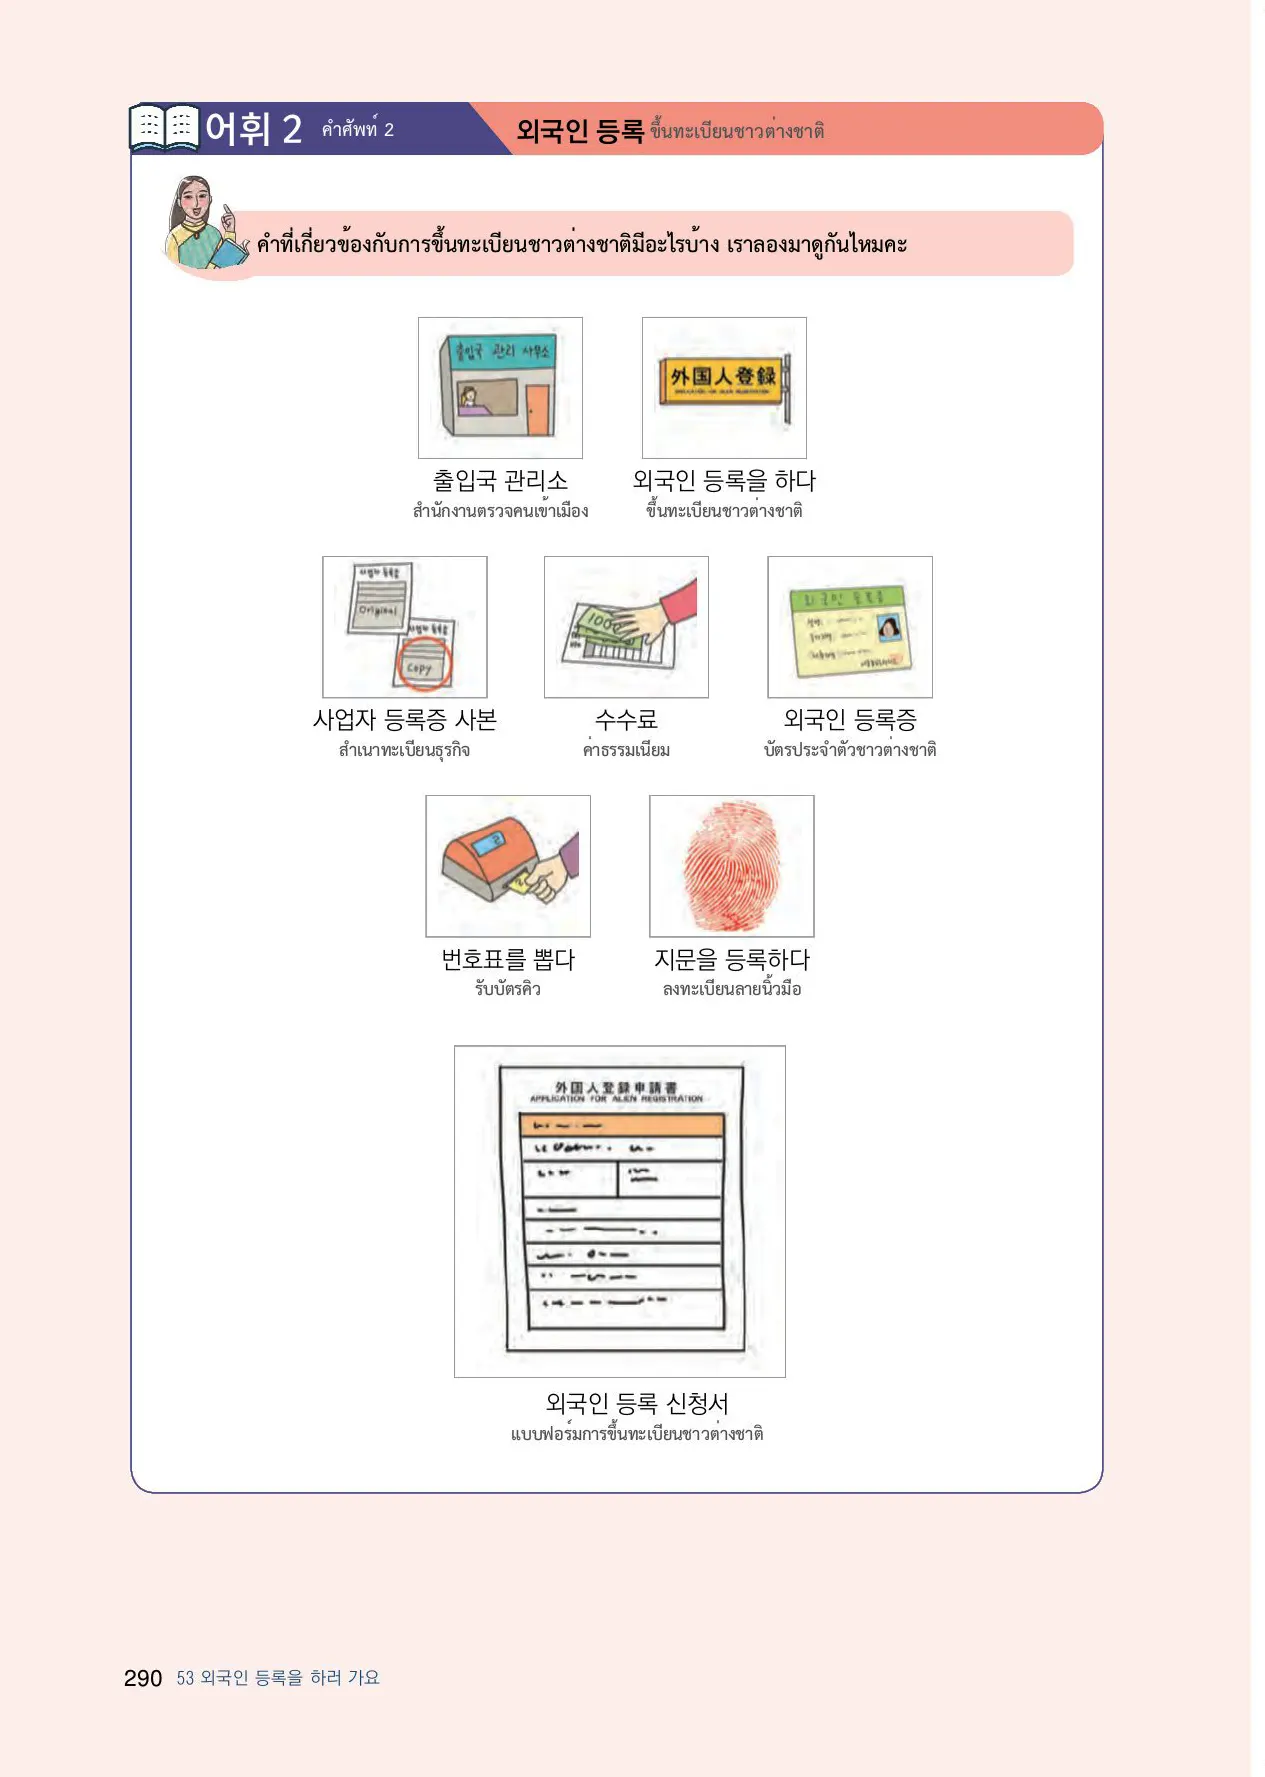 어휘 2 คำศัพท์ 2 외국인 등록 ขึ้นทะเบียนชาวต่างชาติ
คำที่เกี่ยวข้องกับการขึ้นทะเบียนชาวต่างชาติมีอะไรบ้าง เราลองมาดูกันไหมคะ
출입국 관리 사무소
外国人登録
출입국 관리소 외국인 등록을 하다
สำนักงานตรวจคนเข้าเมือง ขึ้นทะเบียนชาวต่างชาติ
사업자 등록증
Original
사업자 등록증
Copy
외국인 등록증
사업자 등록증 사본 수수료 외국인 등록증
สำเนาทะเบียนธุรกิจ ค่าธรรมเนียม บัตรประจำตัวชาวต่างชาติ
2
번호표를 뽑다 지문을 등록하다
รับบัตรคิว ลงทะเบียนลายนิ้วมือ
外国人登録申請書
APPLICATION FOR ALIEN REGISTRATION
외국인 등록 신청서
แบบฟอร์มการขึ้นทะเบียนชาวต่างชาติ
290 53 외국인 등록을 하러 가요